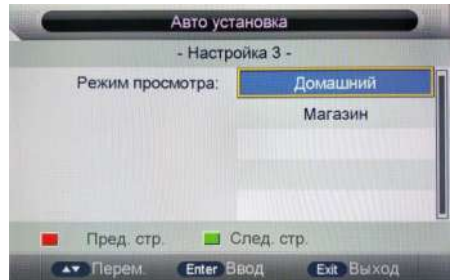 Авто установка
- Настройка 3 -
Режим просмотра: Домашний
Магазин
Пред. стр. След. стр.
Перем. Enter Ввод Exit Выход